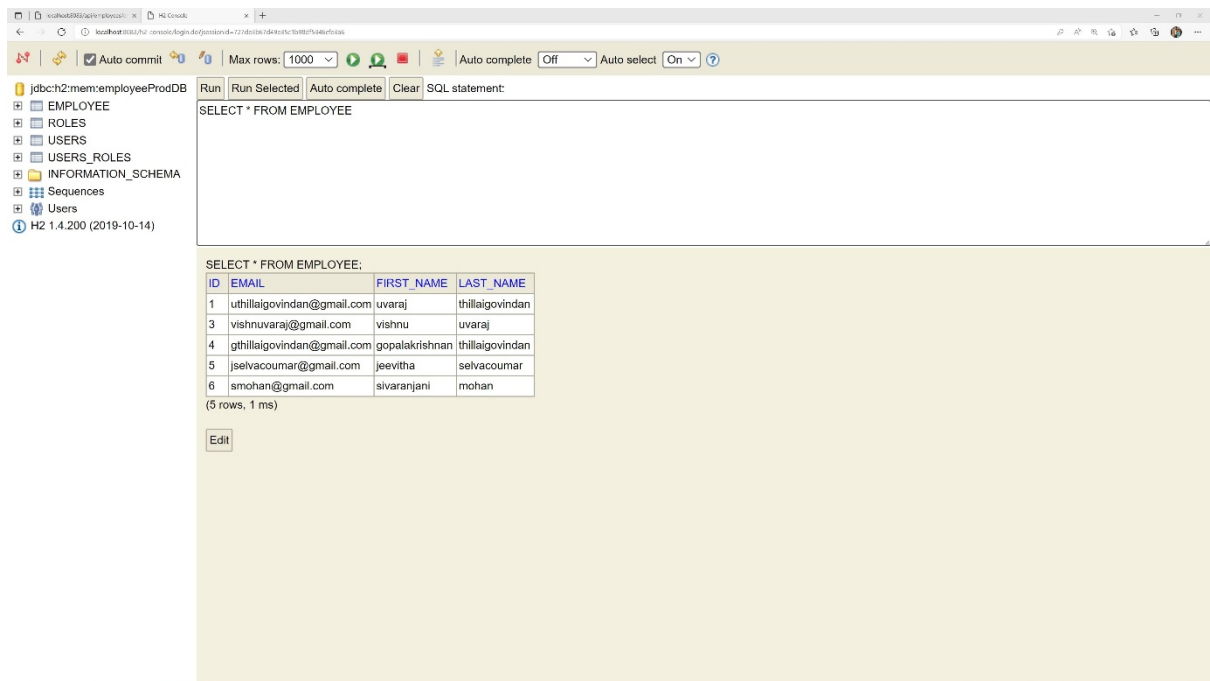 localhost:8083/api/employees/
H2 Console
Auto commit
Max rows: 1000
Auto complete Off
Auto select On
jdbc:h2:mem:employeeProdDB
EMPLOYEE
ROLES
USERS
USERS_ROLES
INFORMATION_SCHEMA
Sequences
Users
H2 1.4.200 (2019-10-14)
Run Run Selected Auto complete Clear SQL statement:
SELECT * FROM EMPLOYEE
SELECT * FROM EMPLOYEE;
ID EMAIL FIRST_NAME LAST_NAME
1 uthillaigovindan@gmail.com uvaraj thillaigovindan
3 vishnuvaraj@gmail.com vishnu uvaraj
4 gthillaigovindan@gmail.com gopalakrishnan thillaigovindan
5 jselvacoumar@gmail.com jeevitha selvacoumar
6 smohan@gmail.com sivaranjani mohan
(5 rows, 1 ms)
Edit